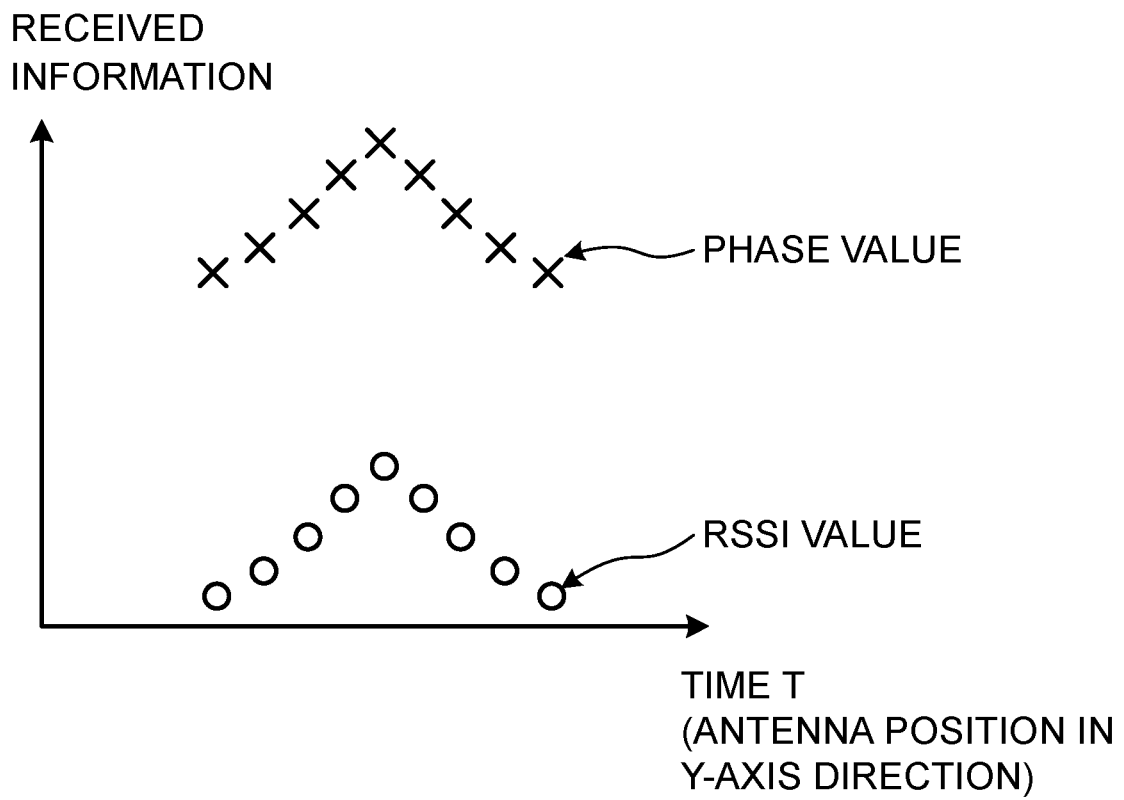 RECEIVED
INFORMATION
PHASE VALUE
RSSI VALUE
TIME T
(ANTENNA POSITION IN
Y-AXIS DIRECTION)